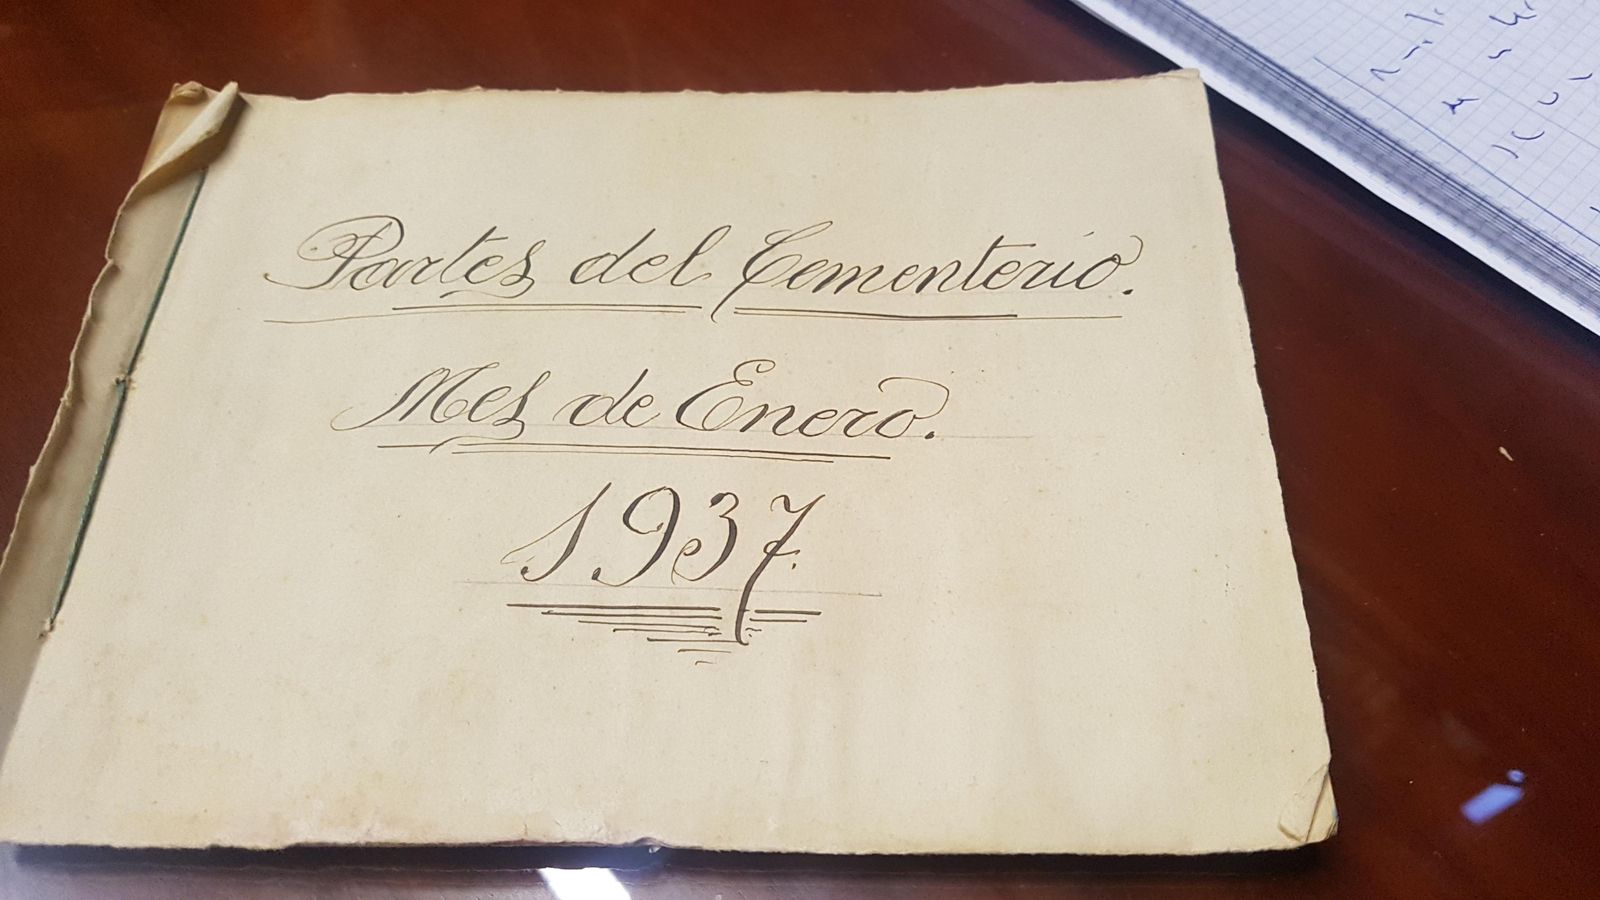 Partes del Cementerio.
Mes de Enero.
1937